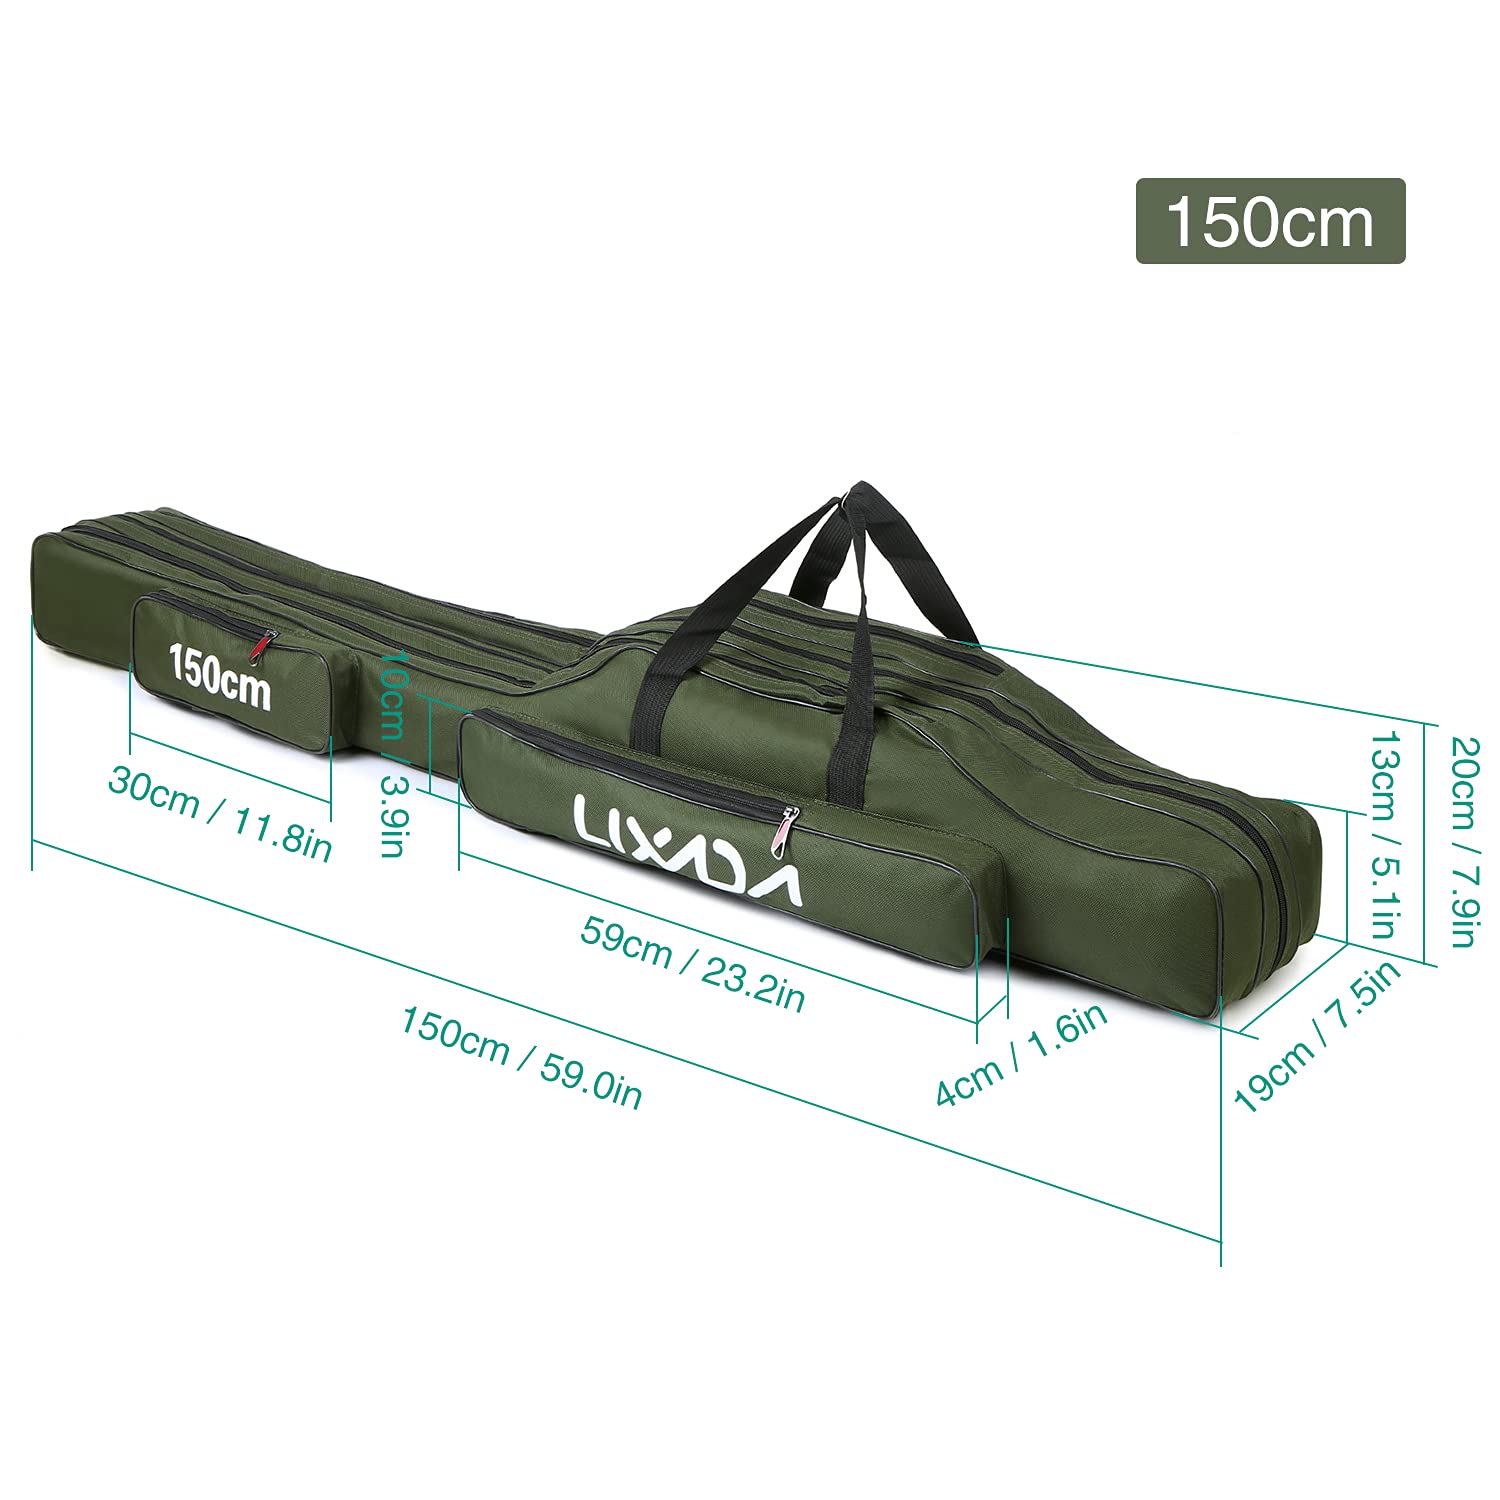 150cm
150cm
10cm / 3.9in
LIXADA
30cm / 11.8in
13cm / 5.1in
20cm / 7.9in
59cm / 23.2in
4cm / 1.6in
19cm / 7.5in
150cm / 59.0in